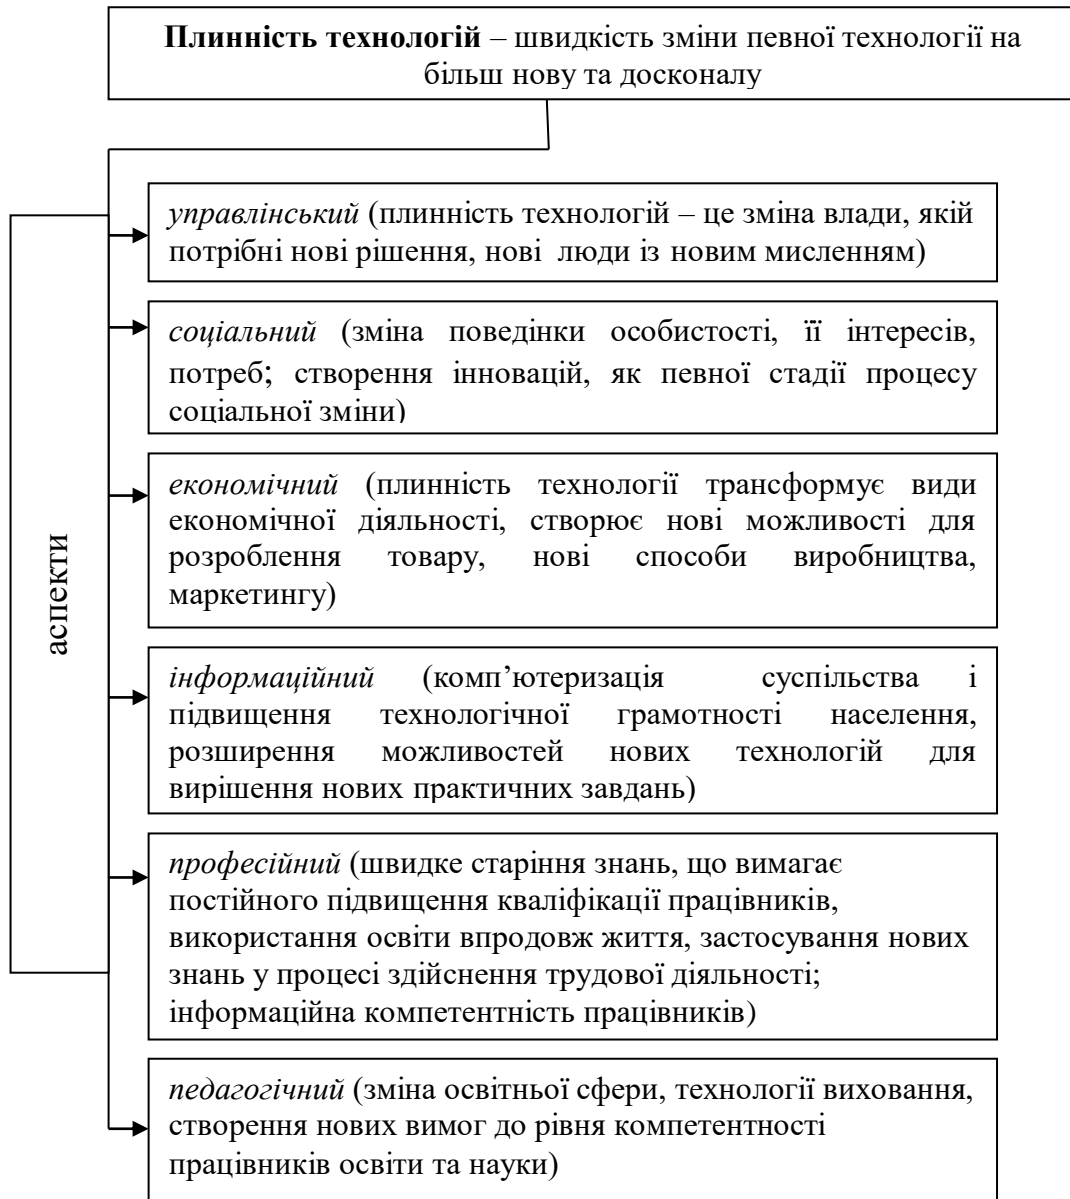 Плинність технологій – швидкість зміни певної технології на
більш нову та досконалу
аспекти
управлінський (плинність технологій – це зміна влади, якій
потрібні нові рішення, нові люди із новим мисленням)
соціальний (зміна поведінки особистості, її інтересів,
потреб; створення інновацій, як певної стадії процесу
соціальної зміни)
економічний (плинність технології трансформує види
економічної діяльності, створює нові можливості для
розроблення товару, нові способи виробництва,
маркетингу)
інформаційний (комп’ютеризація суспільства і
підвищення технологічної грамотності населення,
розширення можливостей нових технологій для
вирішення нових практичних завдань)
професійний (швидке старіння знань, що вимагає
постійного підвищення кваліфікації працівників,
використання освіти впродовж життя, застосування нових
знань у процесі здійснення трудової діяльності;
інформаційна компетентність працівників)
педагогічний (зміна освітньої сфери, технології виховання,
створення нових вимог до рівня компетентності
працівників освіти та науки)